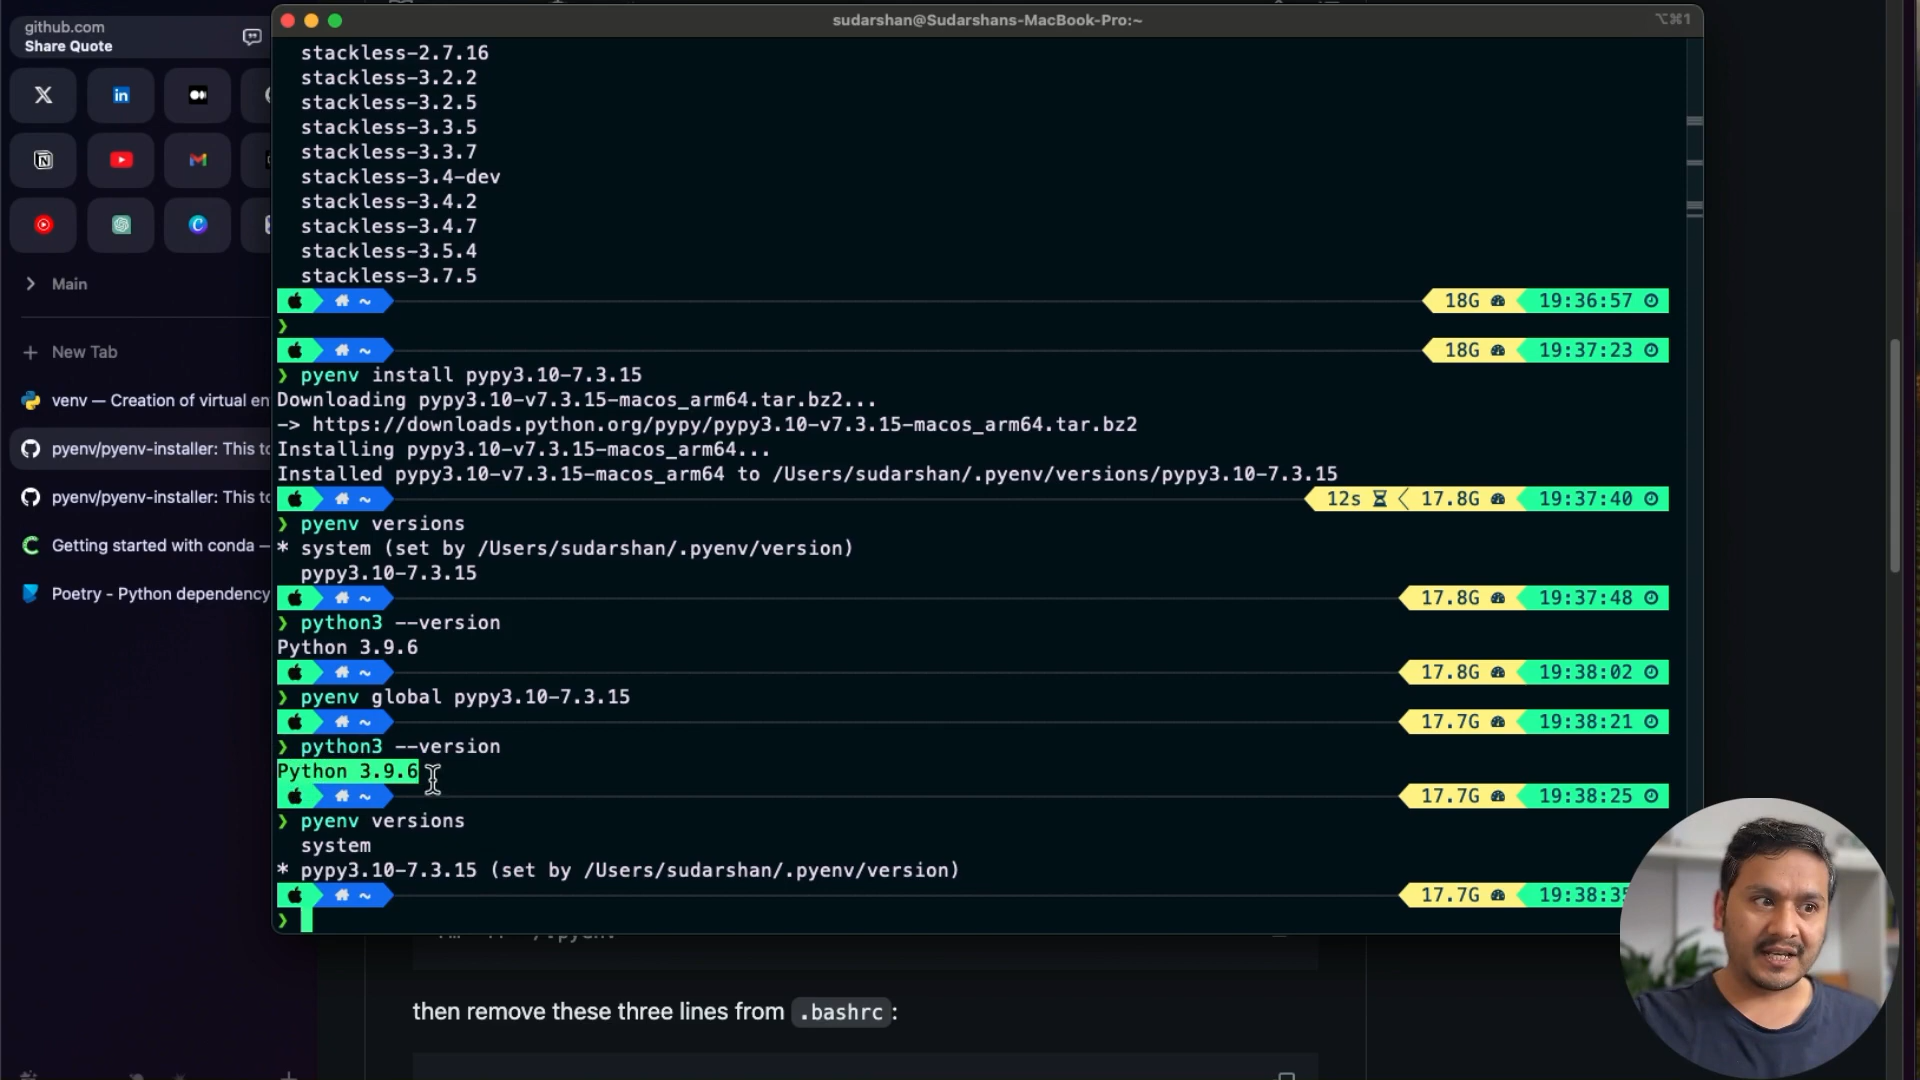 github.com
Share Quote
Main
New Tab
venv — Creation of virtual en
pyenv/pyenv-installer: This to
pyenv/pyenv-installer: This to
Getting started with conda —
Poetry - Python dependency
sudarshan@Sudarshans-MacBook-Pro:~
⌥⌘1
stackless-2.7.16
stackless-3.2.2
stackless-3.2.5
stackless-3.3.5
stackless-3.3.7
stackless-3.4-dev
stackless-3.4.2
stackless-3.4.7
stackless-3.5.4
stackless-3.7.5
~ 18G 19:36:57
❯
~ 18G 19:37:23
❯ pyenv install pypy3.10-7.3.15
Downloading pypy3.10-v7.3.15-macos_arm64.tar.bz2...
-> https://downloads.python.org/pypy/pypy3.10-v7.3.15-macos_arm64.tar.bz2
Installing pypy3.10-v7.3.15-macos_arm64...
Installed pypy3.10-v7.3.15-macos_arm64 to /Users/sudarshan/.pyenv/versions/pypy3.10-7.3.15
~ 12s 17.8G 19:37:40
❯ pyenv versions
* system (set by /Users/sudarshan/.pyenv/version)
pypy3.10-7.3.15
~ 17.8G 19:37:48
❯ python3 --version
Python 3.9.6
~ 17.8G 19:38:02
❯ pyenv global pypy3.10-7.3.15
~ 17.7G 19:38:21
❯ python3 --version
Python 3.9.6
~ 17.7G 19:38:25
❯ pyenv versions
system
* pypy3.10-7.3.15 (set by /Users/sudarshan/.pyenv/version)
~ 17.7G 19:38:35
❯
then remove these three lines from .bashrc: